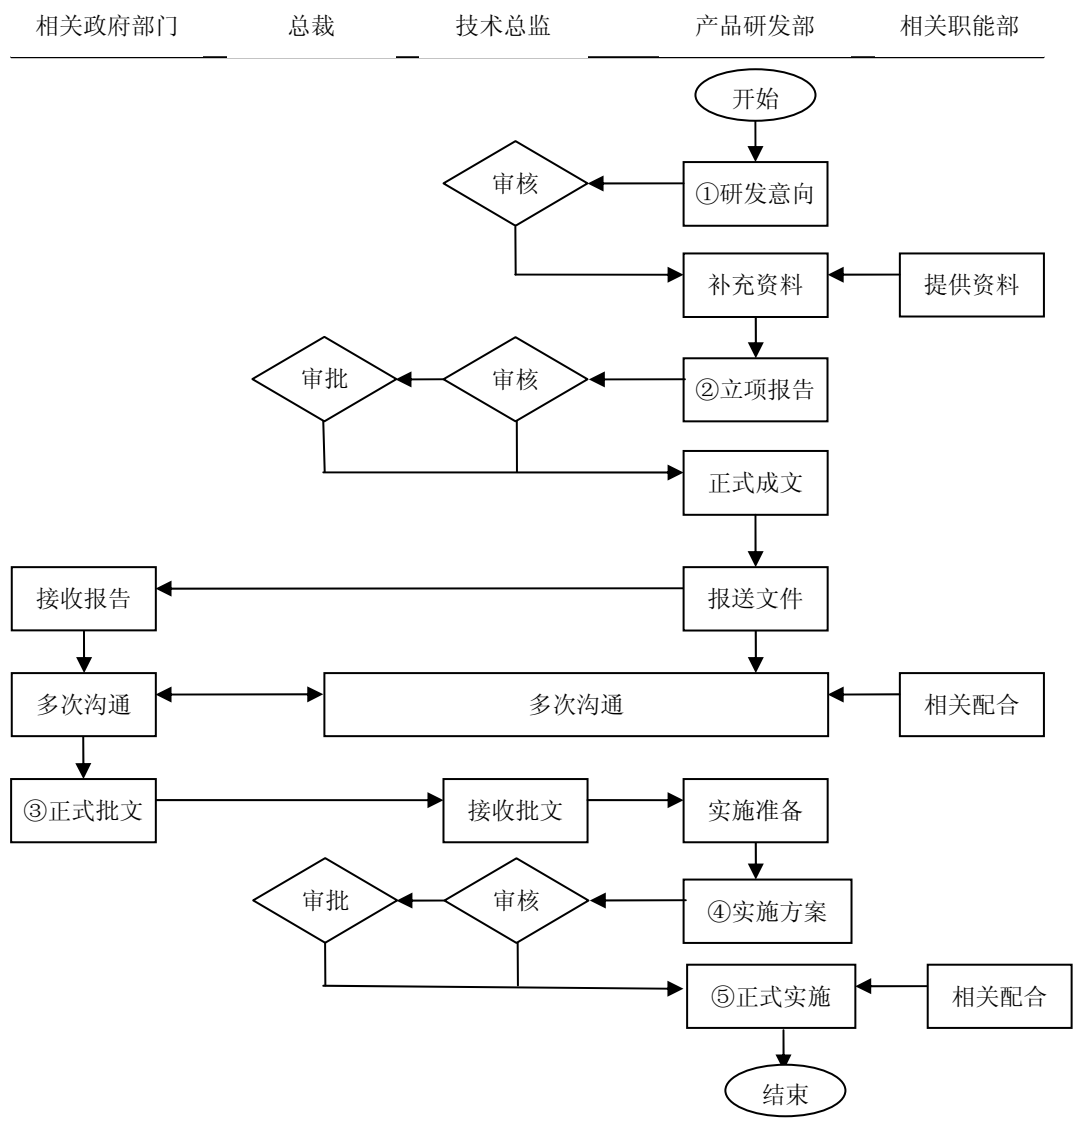 相关政府部门 总裁 技术总监 产品研发部 相关职能部
开始
审核 ①研发意向
补充资料 提供资料
审批 审核 ②立项报告
正式成文
接收报告 报送文件
多次沟通 多次沟通 相关配合
③正式批文 接收批文 实施准备
审批 审核 ④实施方案
⑤正式实施 相关配合
结束